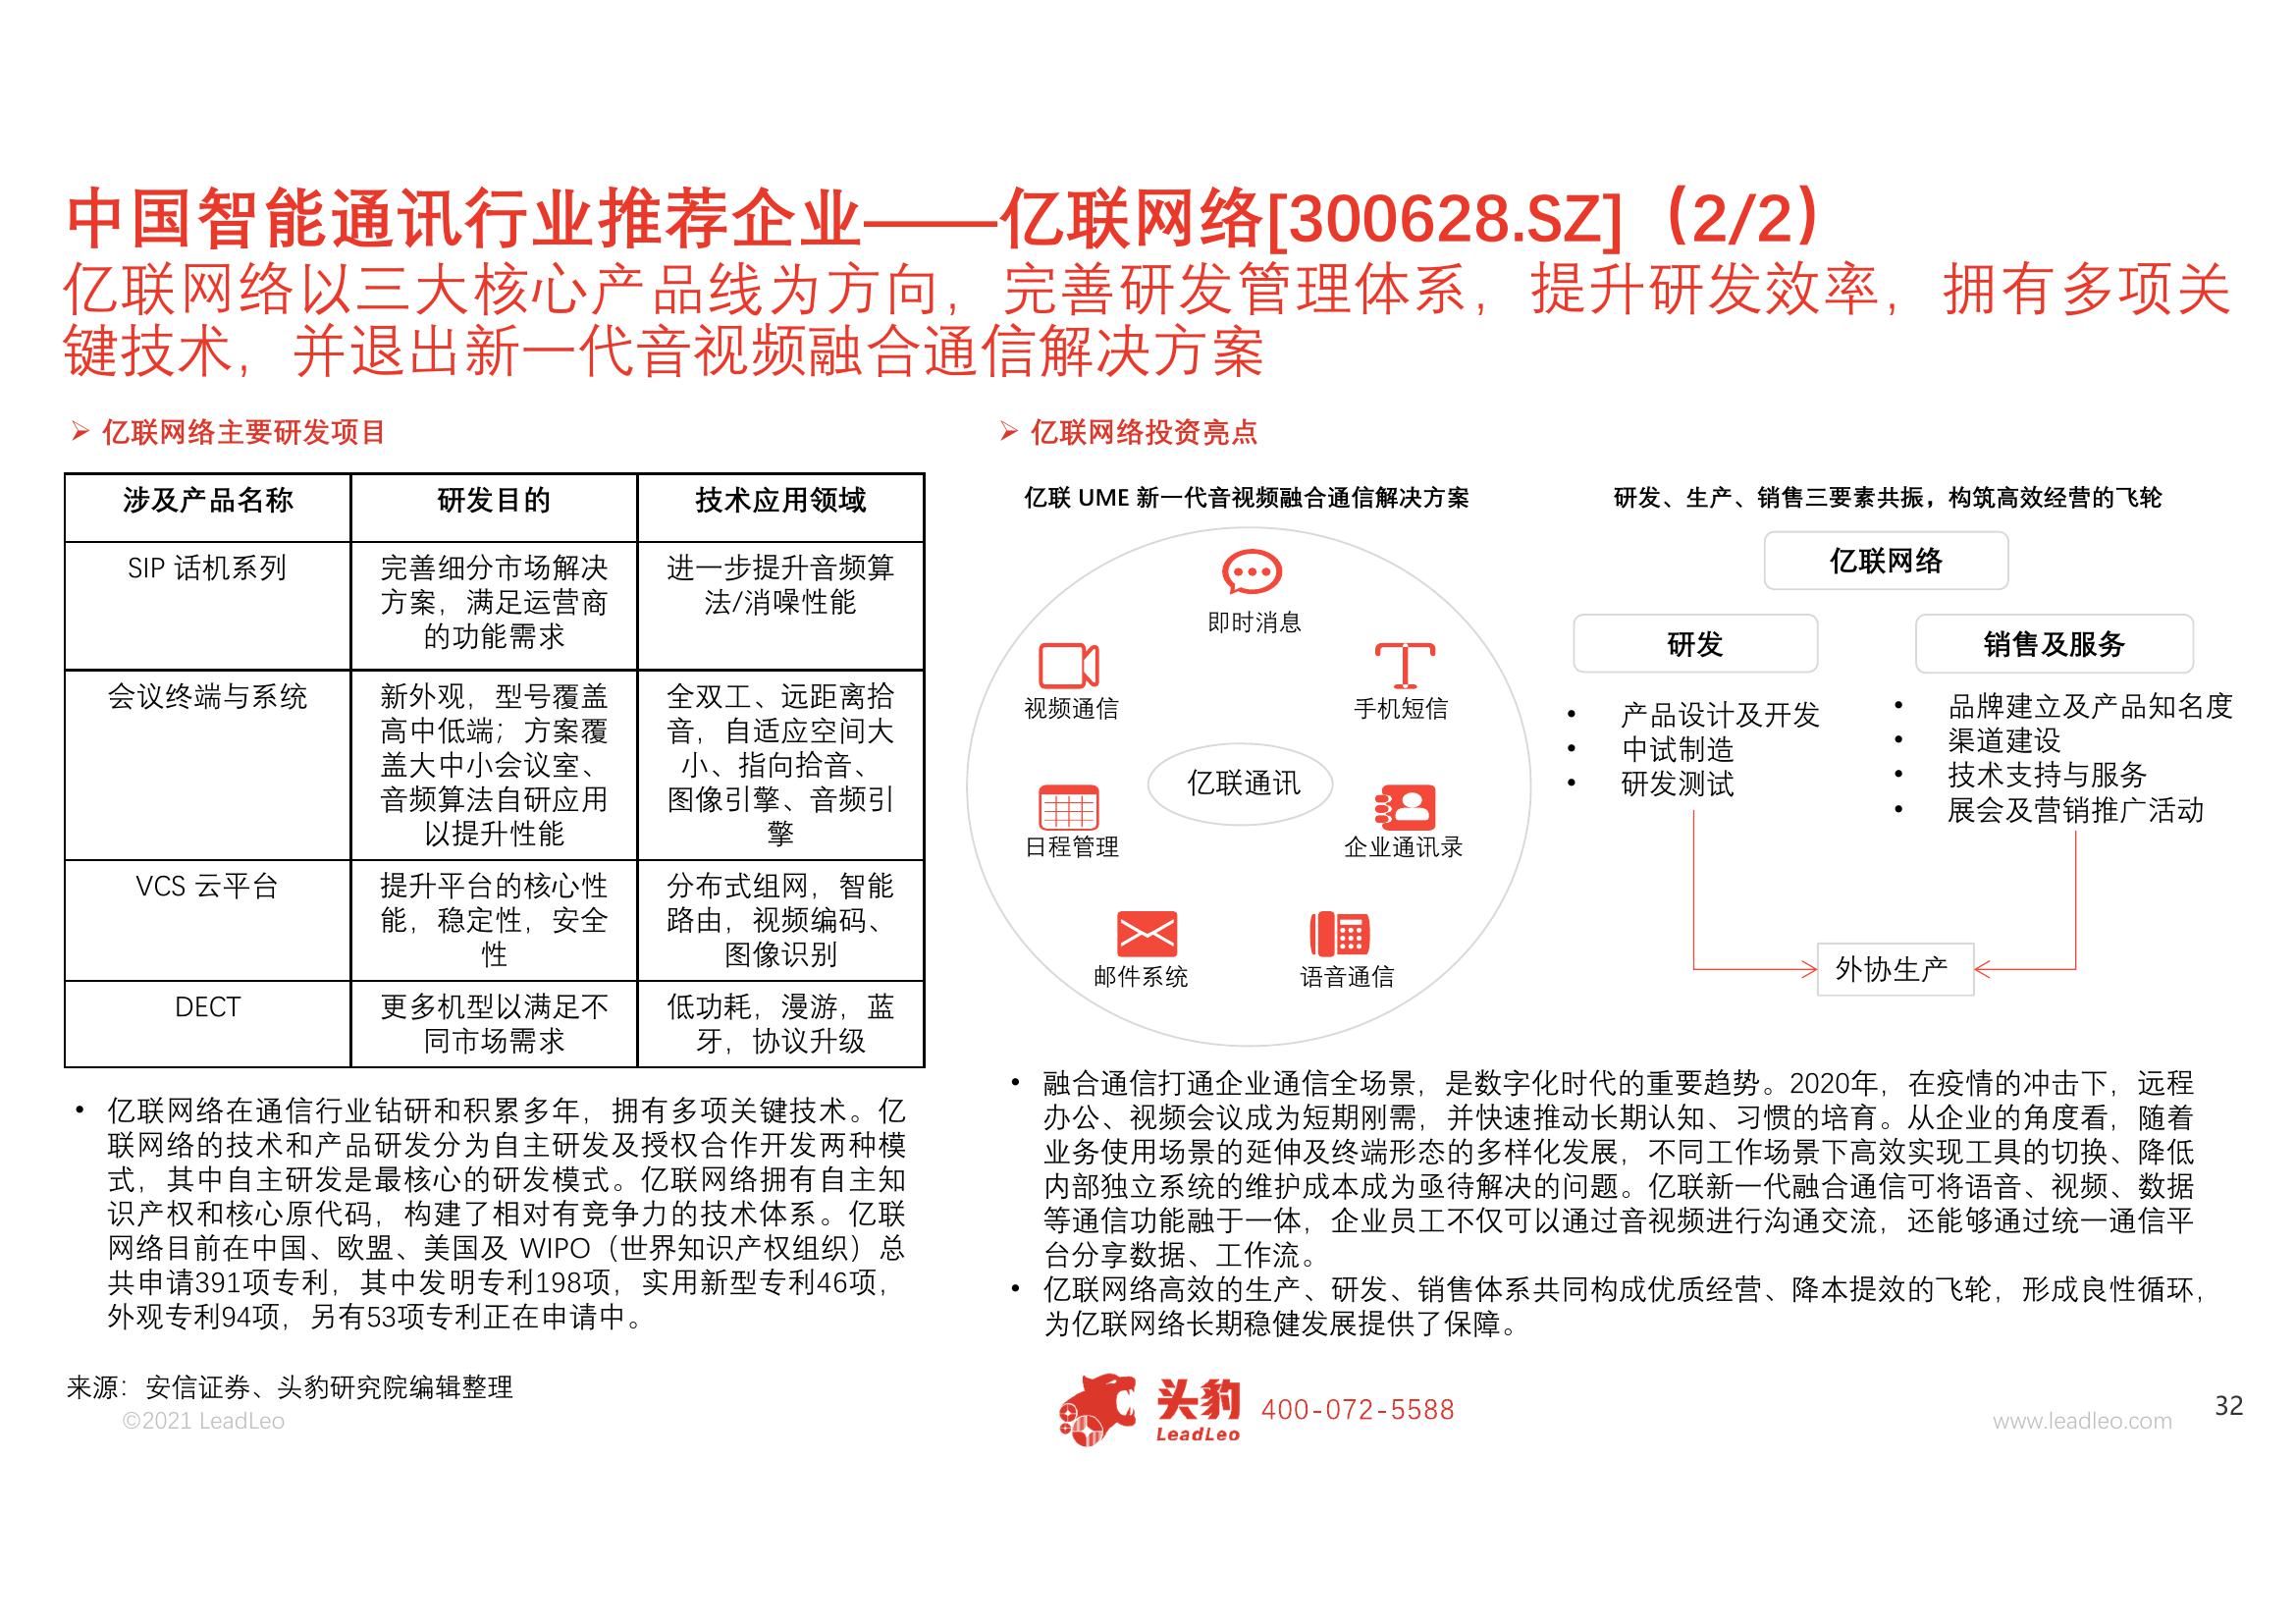 中国智能通讯行业推荐企业——亿联网络[300628.SZ]（2/2）
亿联网络以三大核心产品线为方向，完善研发管理体系，提升研发效率，拥有多项关
键技术，并退出新一代音视频融合通信解决方案
➢ 亿联网络主要研发项目
涉及产品名称 研发目的 技术应用领域
SIP 话机系列
完善细分市场解决
方案，满足运营商
的功能需求
进一步提升音频算
法/消噪性能
会议终端与系统
新外观，型号覆盖
高中低端；方案覆
盖大中小会议室、
音频算法自研应用
以提升性能
全双工、远距离拾
音，自适应空间大
小、指向拾音、
图像引擎、音频引
擎
VCS 云平台
提升平台的核心性
能，稳定性，安全
性
分布式组网，智能
路由，视频编码、
图像识别
DECT
更多机型以满足不
同市场需求
低功耗，漫游，蓝
牙，协议升级
• 亿联网络在通信行业钻研和积累多年，拥有多项关键技术。亿
联网络的技术和产品研发分为自主研发及授权合作开发两种模
式，其中自主研发是最核心的研发模式。亿联网络拥有自主知
识产权和核心原代码，构建了相对有竞争力的技术体系。亿联
网络目前在中国、欧盟、美国及 WIPO（世界知识产权组织）总
共申请391项专利，其中发明专利198项，实用新型专利46项，
外观专利94项，另有53项专利正在申请中。
➢ 亿联网络投资亮点
亿联 UME 新一代音视频融合通信解决方案
即时消息
视频通信
手机短信
亿联通讯
日程管理
企业通讯录
邮件系统
语音通信
研发、生产、销售三要素共振，构筑高效经营的飞轮
亿联网络
研发
销售及服务
• 产品设计及开发
• 中试制造
• 研发测试
• 品牌建立及产品知名度
• 渠道建设
• 技术支持与服务
• 展会及营销推广活动
外协生产
• 融合通信打通企业通信全场景，是数字化时代的重要趋势。2020年，在疫情的冲击下，远程
办公、视频会议成为短期刚需，并快速推动长期认知、习惯的培育。从企业的角度看，随着
业务使用场景的延伸及终端形态的多样化发展，不同工作场景下高效实现工具的切换、降低
内部独立系统的维护成本成为亟待解决的问题。亿联新一代融合通信可将语音、视频、数据
等通信功能融于一体，企业员工不仅可以通过音视频进行沟通交流，还能够通过统一通信平
台分享数据、工作流。
• 亿联网络高效的生产、研发、销售体系共同构成优质经营、降本提效的飞轮，形成良性循环，
为亿联网络长期稳健发展提供了保障。
来源：安信证券、头豹研究院编辑整理
©2021 LeadLeo
头豹
LeadLeo
400-072-5588
www.leadleo.com
32